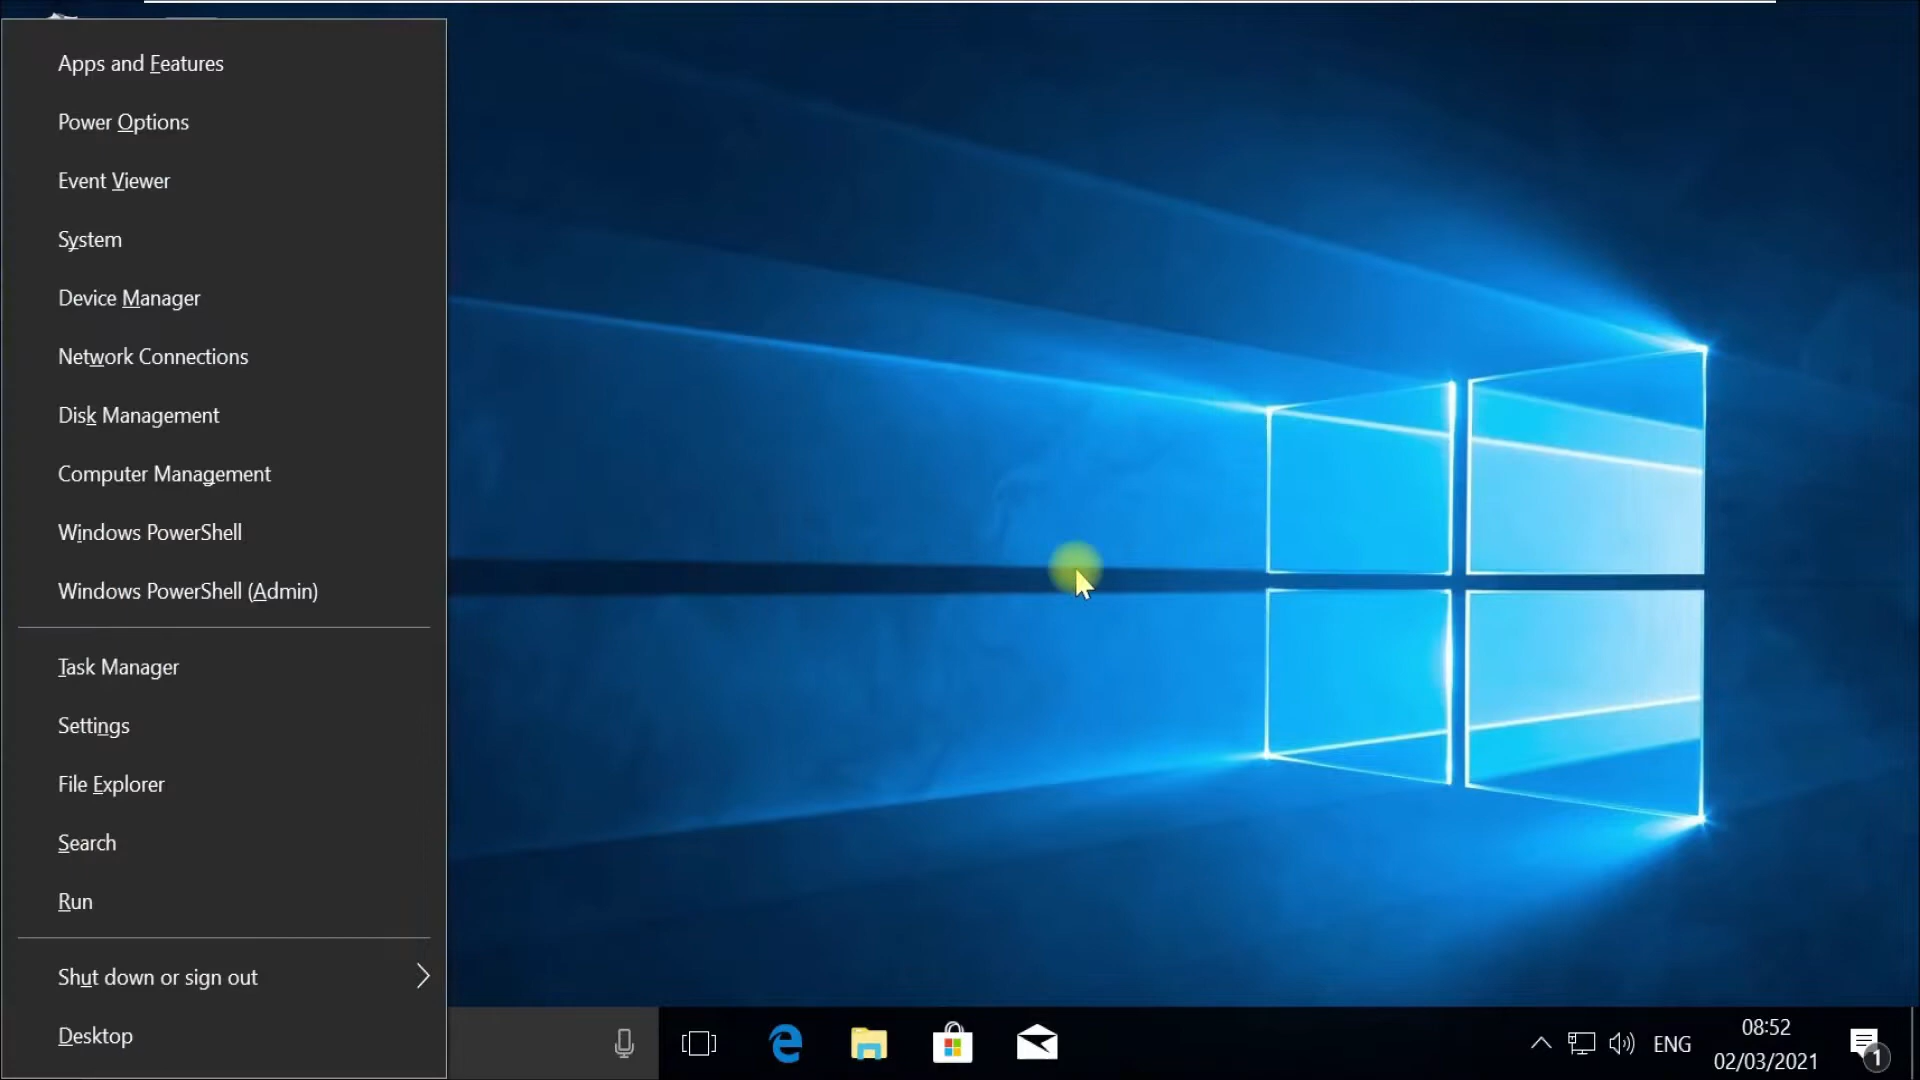 Apps and Features
Power Options
Event Viewer
System
Device Manager
Network Connections
Disk Management
Computer Management
Windows PowerShell
Windows PowerShell (Admin)
Task Manager
Settings
File Explorer
Search
Run
Shut down or sign out
Desktop
ENG
08:52
02/03/2021
1